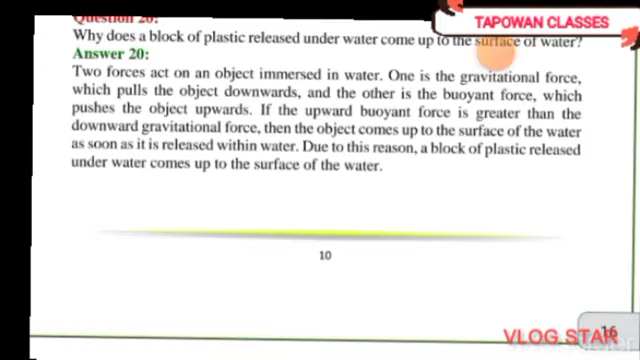 Question 20:
TAPOWAN CLASSES
Why does a block of plastic released under water come up to the surface of water?
Answer 20:
Two forces act on an object immersed in water. One is the gravitational force,
which pulls the object downwards, and the other is the buoyant force, which
pushes the object upwards. If the upward buoyant force is greater than the
downward gravitational force, then the object comes up to the surface of the water
as soon as it is released within water. Due to this reason, a block of plastic released
under water comes up to the surface of the water.
10
16
VLOG STAR